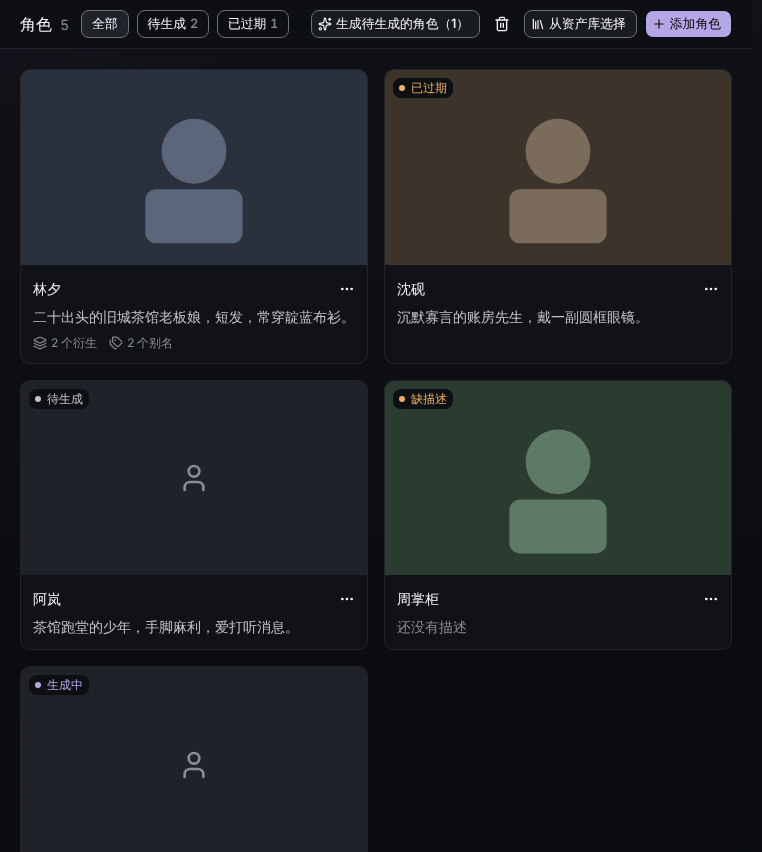 角色 5 全部 待生成 2 已过期 1 生成待生成的角色（1） 从资产库选择 添加角色
已过期
林夕
二十出头的旧城茶馆老板娘，短发，常穿靛蓝布衫。
2 个衍生 2 个别名
沈砚
沉默寡言的账房先生，戴一副圆框眼镜。
待生成
阿岚
茶馆跑堂的少年，手脚麻利，爱打听消息。
缺描述
周掌柜
还没有描述
生成中